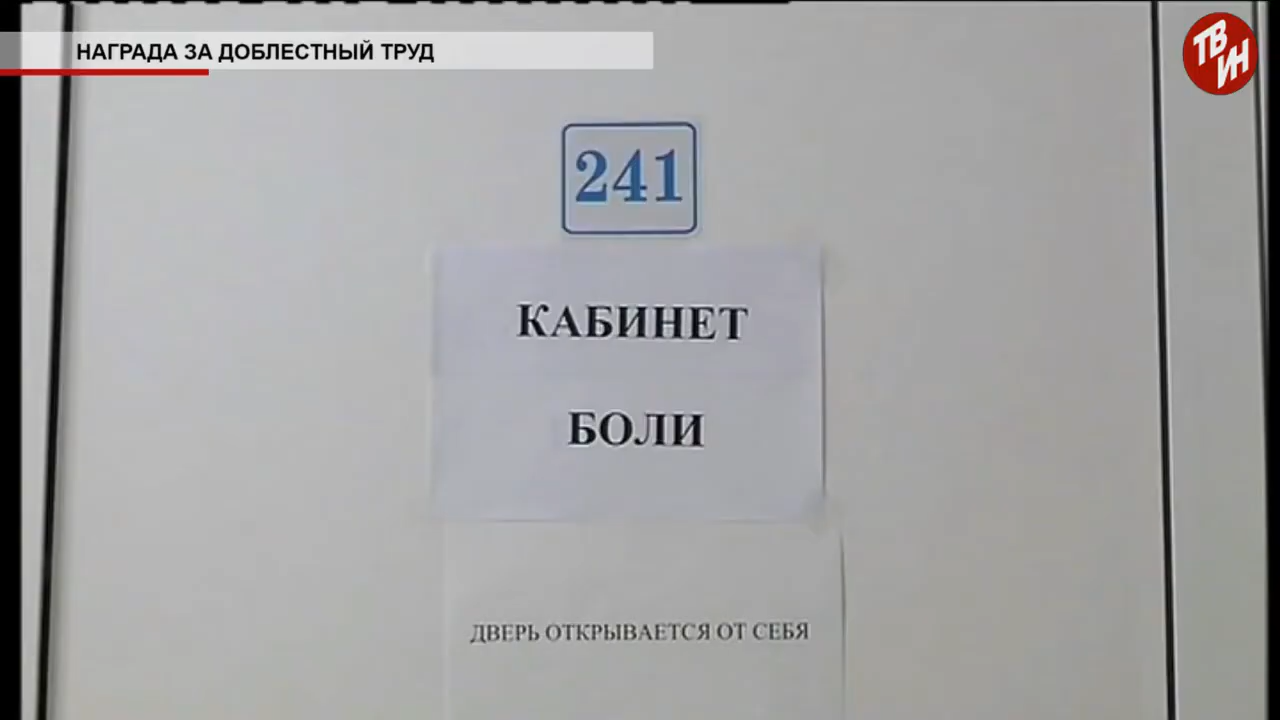 НАГРАДА ЗА ДОБЛЕСТНЫЙ ТРУД
ТВ
ИН
241
КАБИНЕТ
БОЛИ
ДВЕРЬ ОТКРЫВАЕТСЯ ОТ СЕБЯ